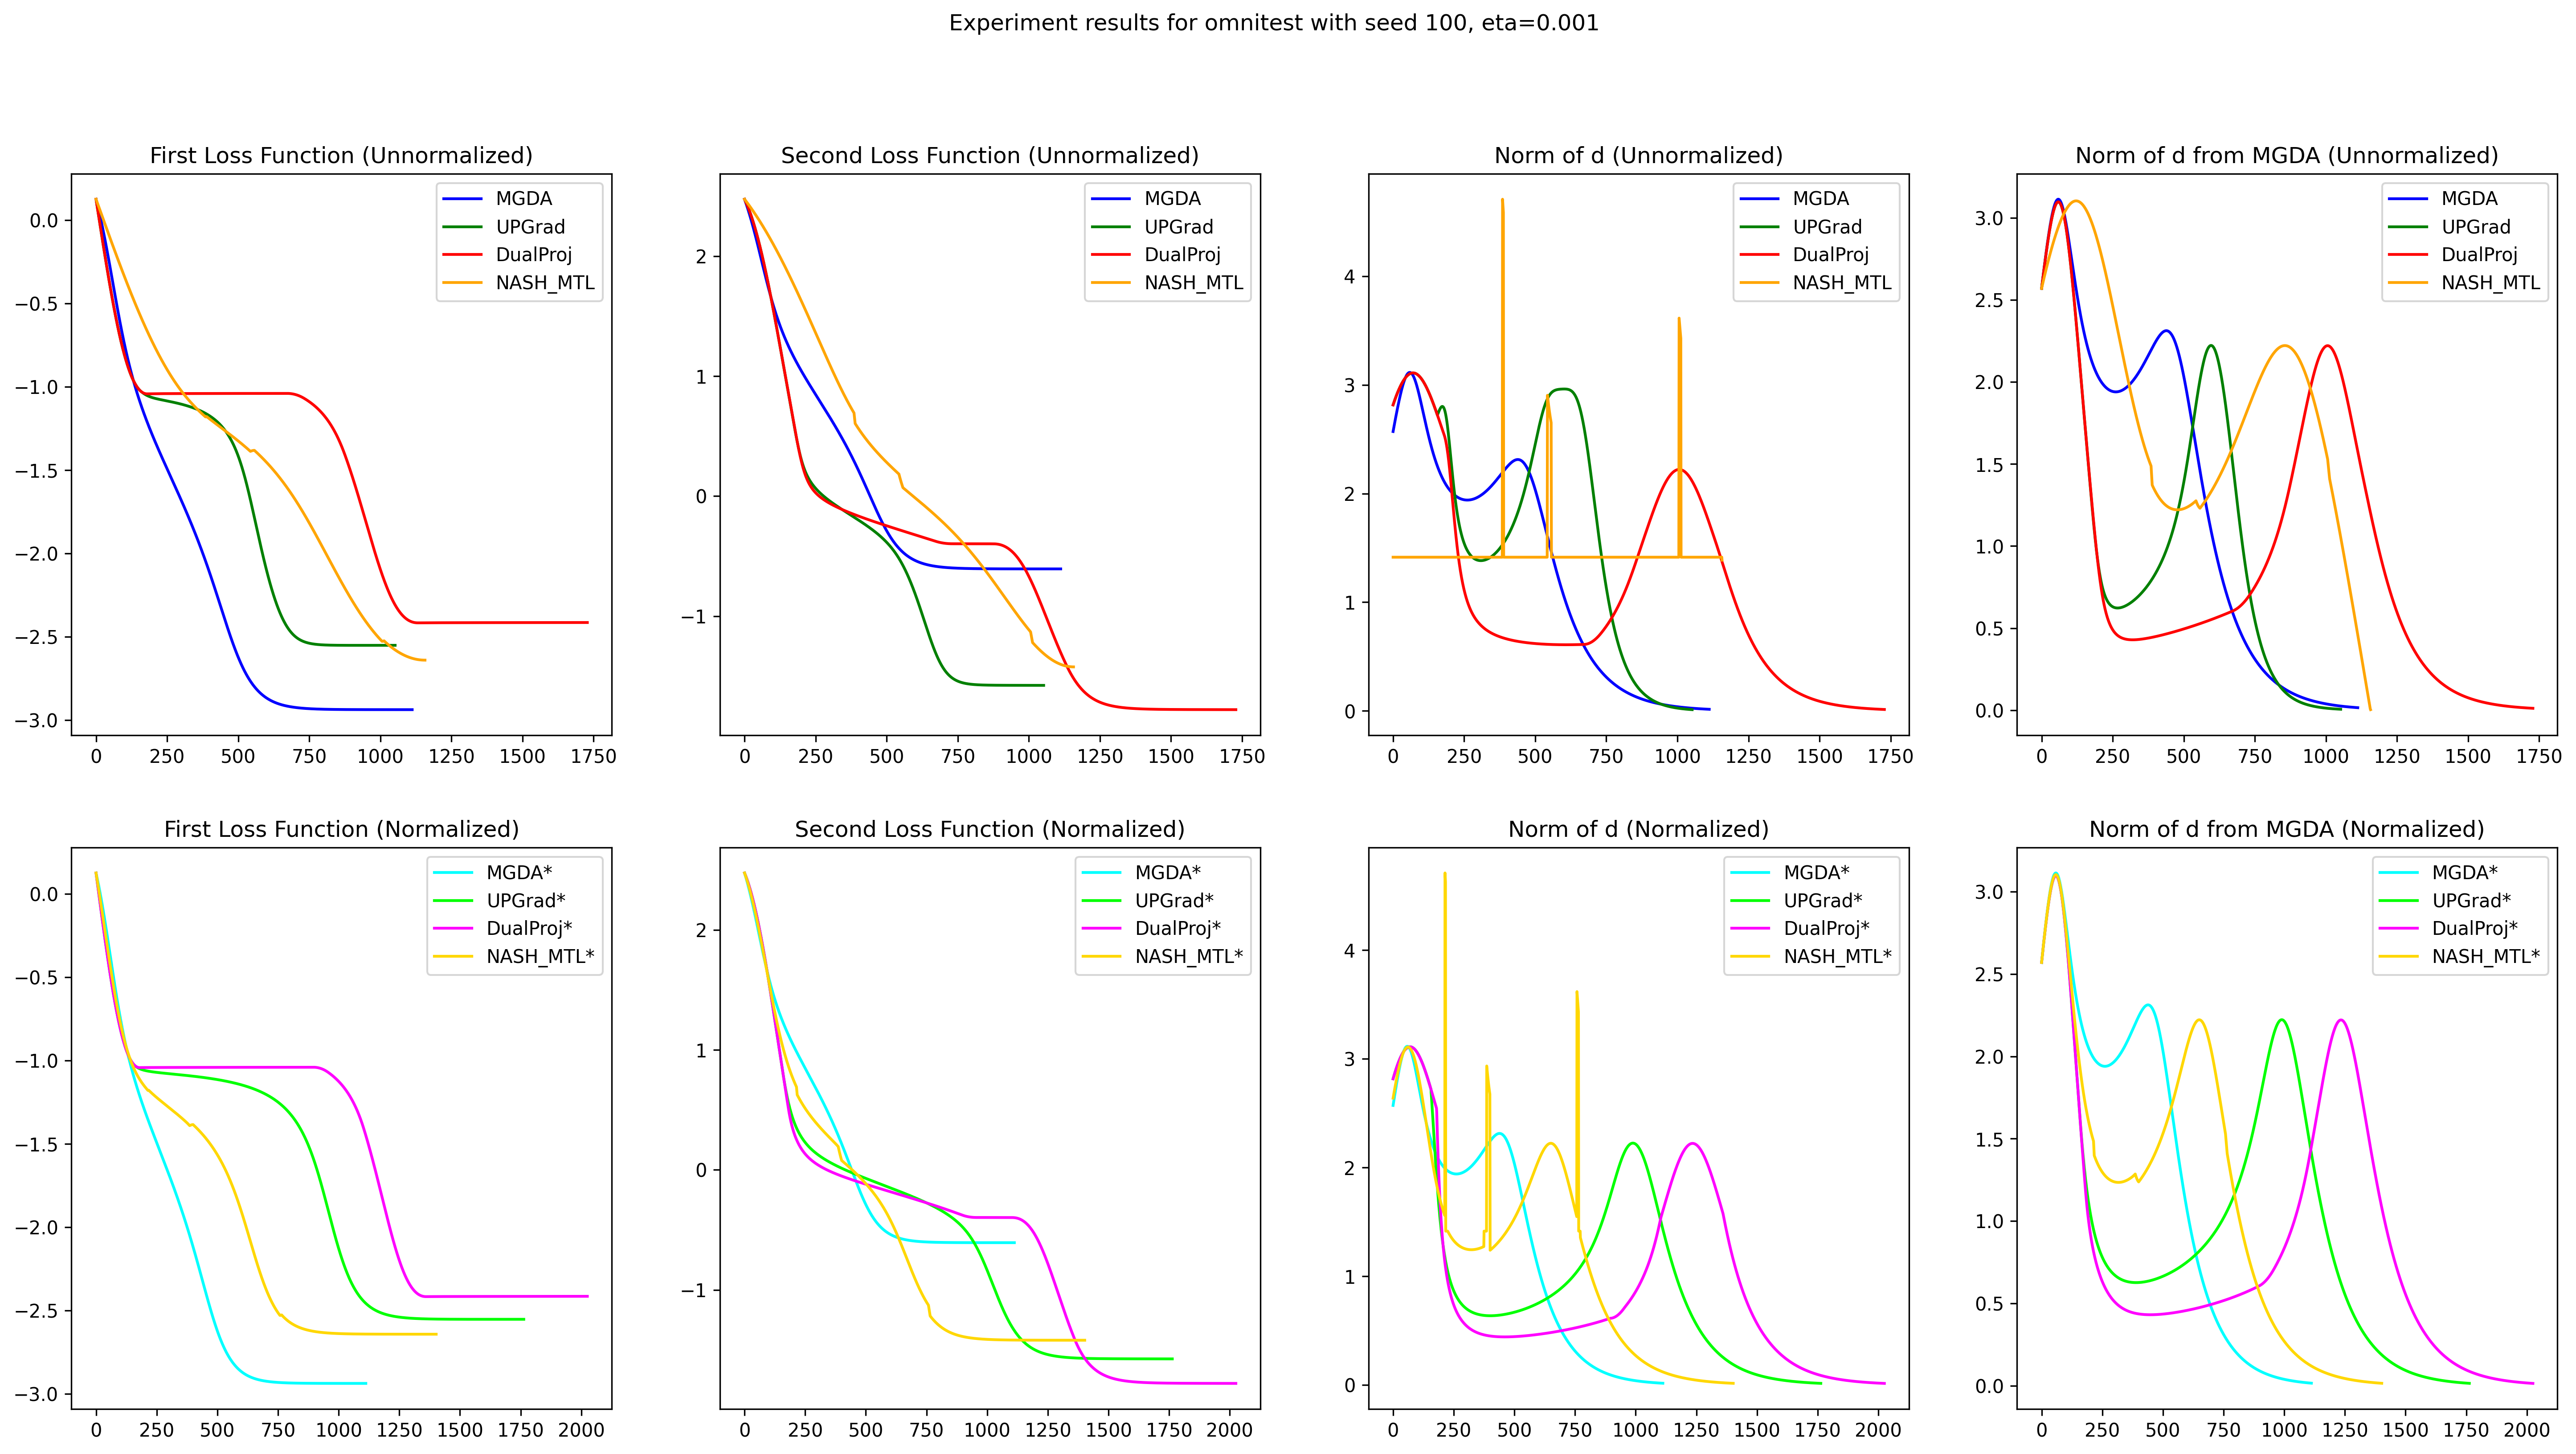 Experiment results for omnitest with seed 100, eta=0.001
First Loss Function (Unnormalized)
MGDA
UPGrad
DualProj
NASH_MTL
0.0
−0.5
−1.0
−1.5
−2.0
−2.5
−3.0
0 250 500 750 1000 1250 1500 1750
Second Loss Function (Unnormalized)
MGDA
UPGrad
DualProj
NASH_MTL
2
1
0
−1
0 250 500 750 1000 1250 1500 1750
Norm of d (Unnormalized)
MGDA
UPGrad
DualProj
NASH_MTL
4
3
2
1
0
0 250 500 750 1000 1250 1500 1750
Norm of d from MGDA (Unnormalized)
MGDA
UPGrad
DualProj
NASH_MTL
3.0
2.5
2.0
1.5
1.0
0.5
0.0
0 250 500 750 1000 1250 1500 1750
First Loss Function (Normalized)
MGDA*
UPGrad*
DualProj*
NASH_MTL*
0.0
−0.5
−1.0
−1.5
−2.0
−2.5
−3.0
0 250 500 750 1000 1250 1500 1750 2000
Second Loss Function (Normalized)
MGDA*
UPGrad*
DualProj*
NASH_MTL*
2
1
0
−1
0 250 500 750 1000 1250 1500 1750 2000
Norm of d (Normalized)
MGDA*
UPGrad*
DualProj*
NASH_MTL*
4
3
2
1
0
0 250 500 750 1000 1250 1500 1750 2000
Norm of d from MGDA (Normalized)
MGDA*
UPGrad*
DualProj*
NASH_MTL*
3.0
2.5
2.0
1.5
1.0
0.5
0.0
0 250 500 750 1000 1250 1500 1750 2000